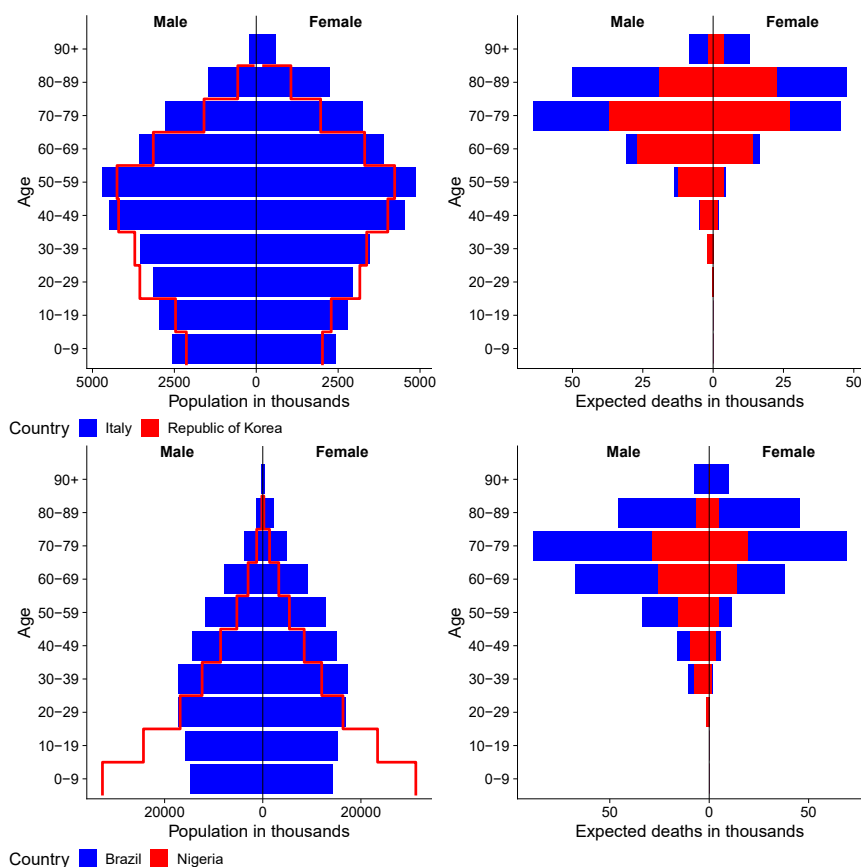 Male Female
90+
80−89
70−79
60−69
50−59
40−49
30−39
20−29
10−19
0−9
Age
5000 2500 0 2500 5000
Population in thousands
Male Female
90+
80−89
70−79
60−69
50−59
40−49
30−39
20−29
10−19
0−9
Age
50 25 0 25 50
Expected deaths in thousands
Country Italy Republic of Korea
Male Female
90+
80−89
70−79
60−69
50−59
40−49
30−39
20−29
10−19
0−9
Age
20000 0 20000
Population in thousands
Male Female
90+
80−89
70−79
60−69
50−59
40−49
30−39
20−29
10−19
0−9
Age
50 0 50
Expected deaths in thousands
Country Brazil Nigeria